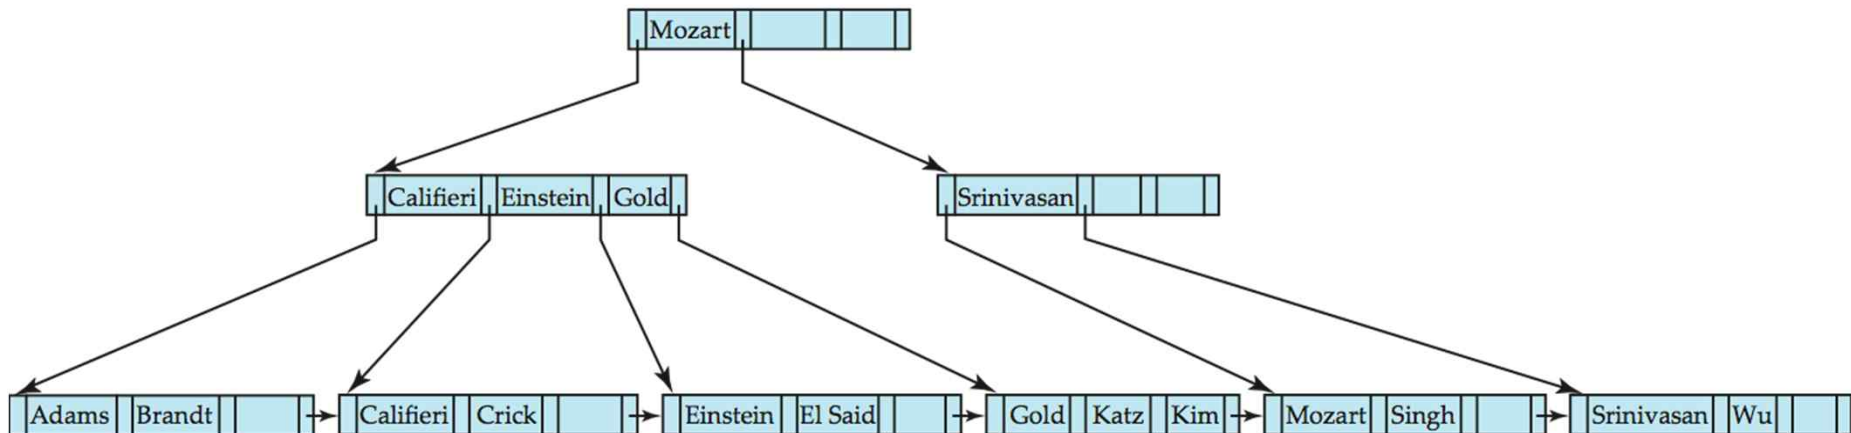 Mozart
Califieri Einstein Gold Srinivasan
Adams Brandt Califieri Crick Einstein El Said Gold Katz Kim Mozart Singh Srinivasan Wu